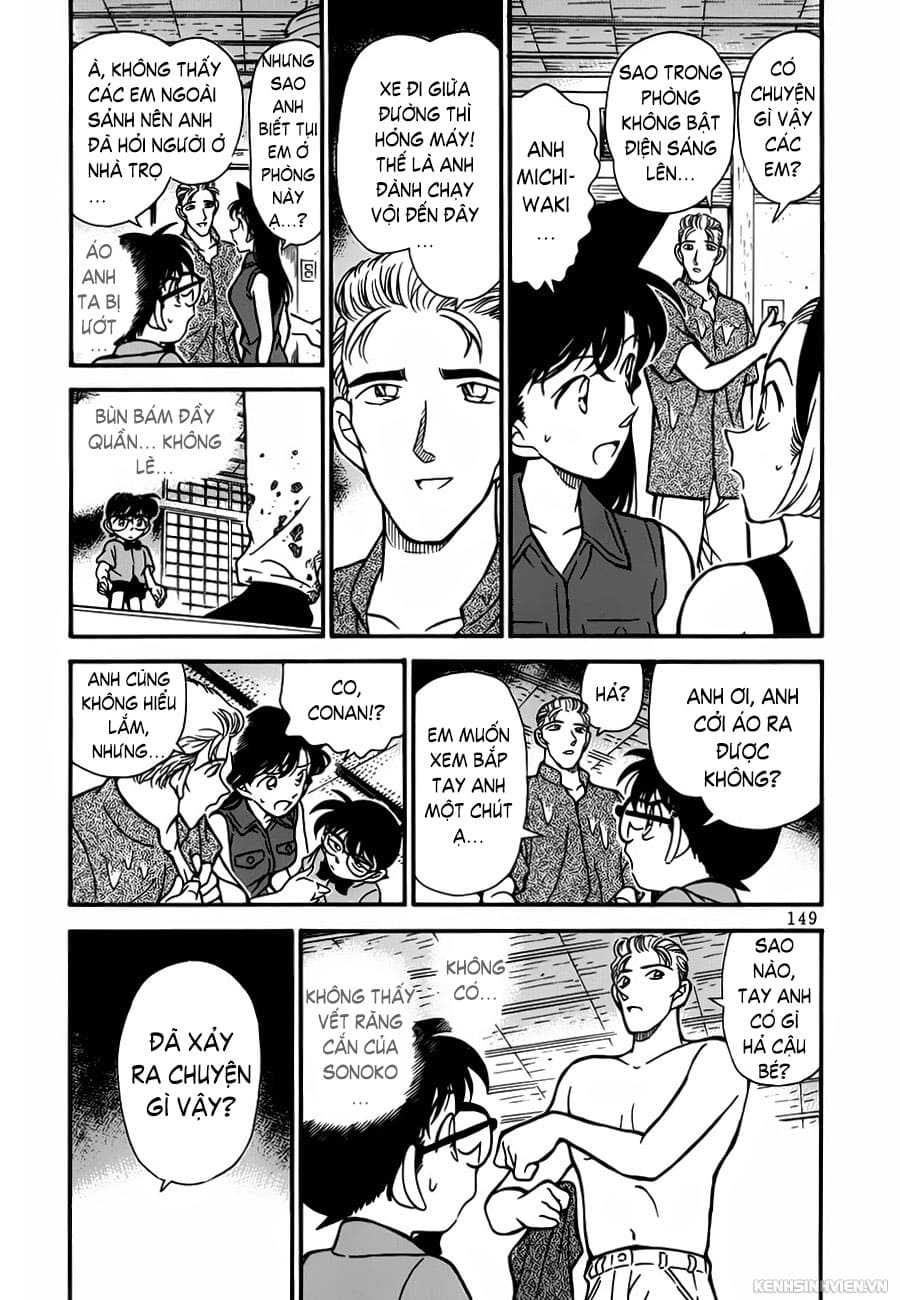 CÓ
CHUYỆN
GÌ VẬY
CÁC
EM?
SAO TRONG
PHÒNG
KHÔNG BẬT
ĐIỆN SÁNG
LÊN...
ANH
MICHI-
WAKI
...
XE ĐI GIỮA
ĐƯỜNG THÌ
HỎNG MÁY!
THẾ LÀ ANH
ĐÀNH CHẠY
VỘI ĐẾN ĐÂY
...
NHƯNG
SAO
ANH
BIẾT TỤI
EM Ở
PHÒNG
NÀY
Ạ...?
À, KHÔNG THẤY
CÁC EM NGOÀI
SẢNH NÊN ANH
ĐÃ HỎI NGƯỜI Ở
NHÀ TRỌ
...
ÁO
ANH
TA BỊ
ƯỚT
BÙN BÁM ĐẦY
QUẦN... KHÔNG
LẼ...
ANH ƠI, ANH
CỞI ÁO RA
ĐƯỢC
KHÔNG?
HẢ?
EM MUỐN
XEM BẮP
TAY ANH
MỘT CHÚT
Ạ...
CO,
CONAN!?
ANH CŨNG
KHÔNG HIỂU
LẮM,
NHƯNG...
149
SAO
NÀO,
TAY ANH
CÓ GÌ
HẢ CẬU
BÉ?
KHÔNG
CÓ...
KHÔNG THẤY
VẾT RĂNG
CẮN CỦA
SONOKO
...
ĐÃ XẢY
RA CHUYỆN
GÌ VẬY?
KENHSINHVIEN.VN